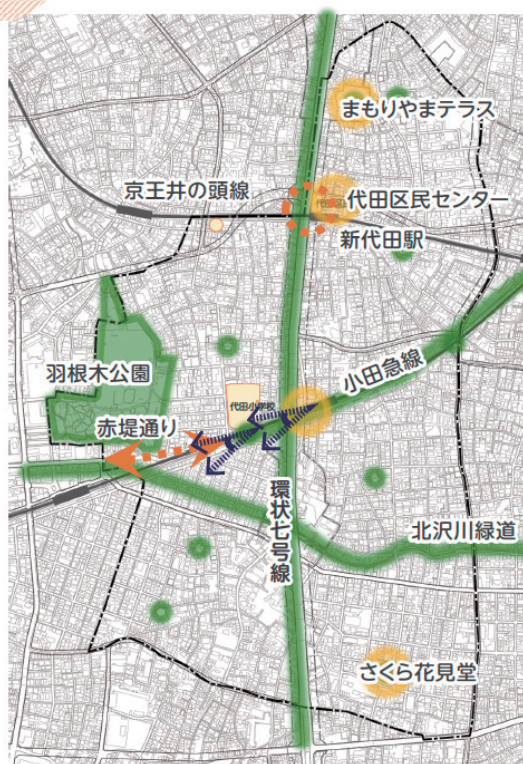 まもりやまテラス
京王井の頭線
代田区民センター
新代田駅
羽根木公園
小田急線
代田小学校
赤堤通り
環状七号線
北沢川緑道
さくら花見堂